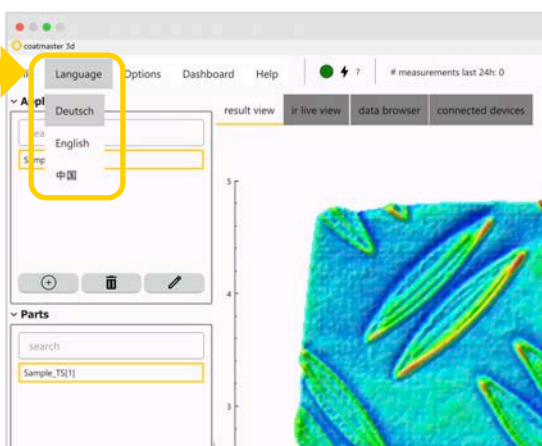 coatmaster 3d
Language Options Dashboard Help 7 # measurements last 24h: 0
Deutsch
English
中国
result view ir live view data browser connected devices
5
4
3
Parts
search
Sample_TS[1]